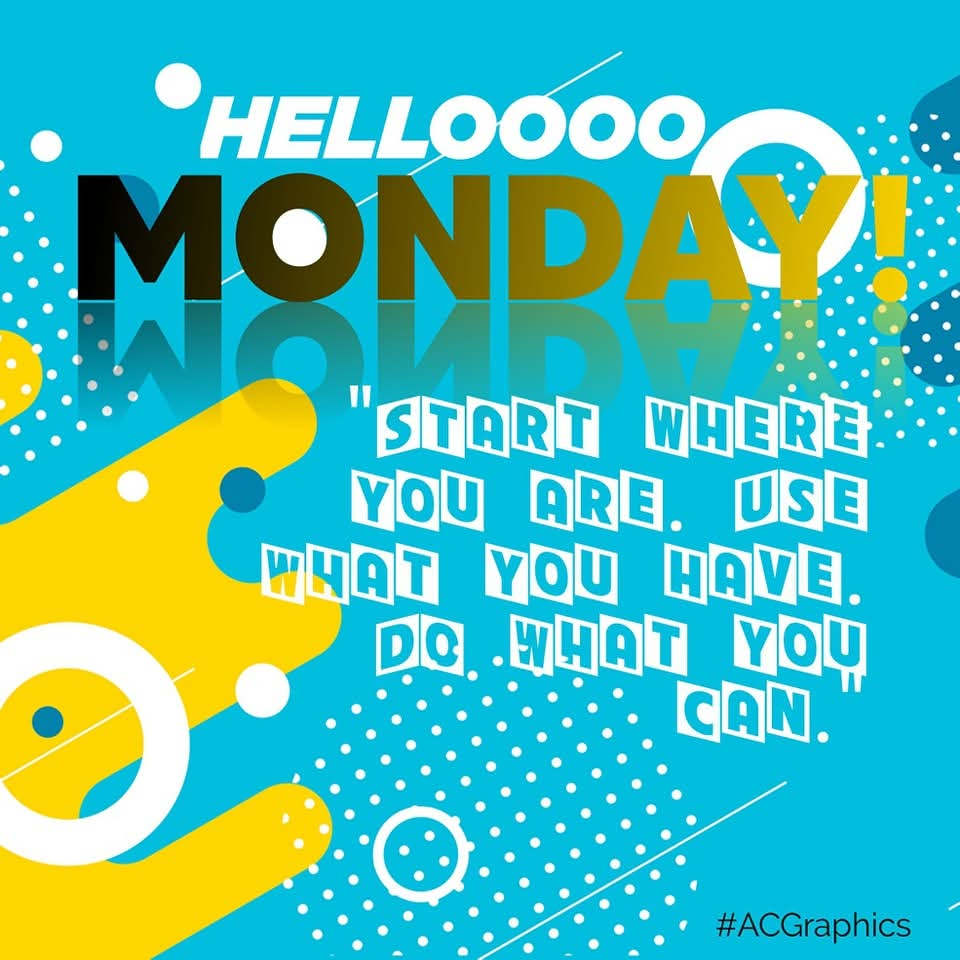 HELLOOOO
MONDAY!
"START WHERE
YOU ARE. USE
WHAT YOU HAVE.
DO WHAT YOU
CAN."
#ACGraphics